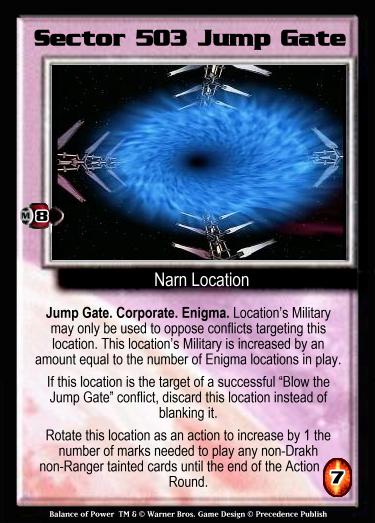 Sector 503 Jump Gate
M 8
Narn Location
Jump Gate. Corporate. Enigma. Location's Military
may only be used to oppose conflicts targeting this
location. This location's Military is increased by an
amount equal to the number of Enigma locations in play.
If this location is the target of a successful "Blow the
Jump Gate" conflict, discard this location instead of
blanking it.
Rotate this location as an action to increase by 1 the
number of marks needed to play any non-Drakh
non-Ranger tainted cards until the end of the Action
Round.
7
Balance of Power TM & © Warner Bros. Game Design © Precedence Publish